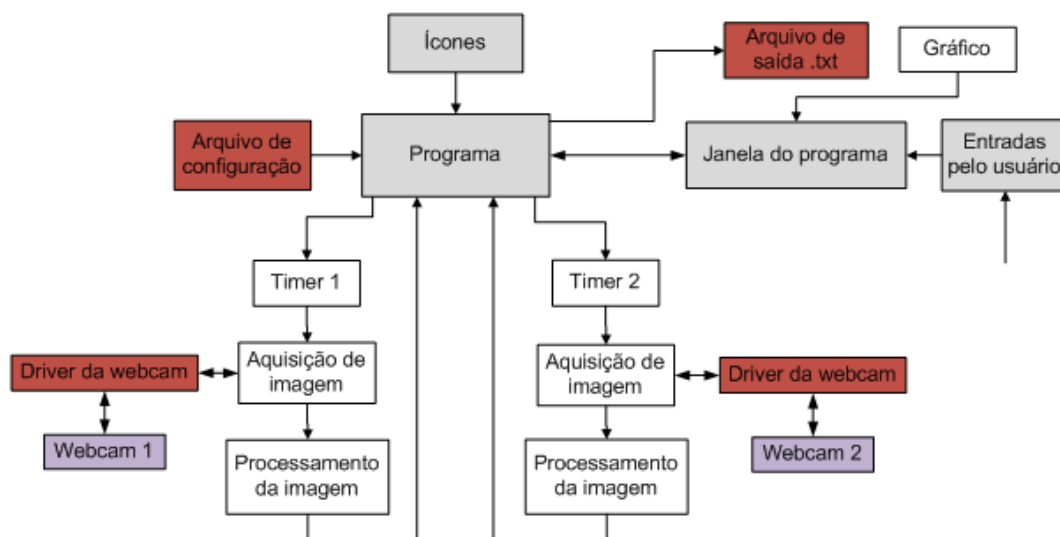 Ícones
Arquivo de
saída .txt
Gráfico
Arquivo de
configuração
Programa
Janela do programa
Entradas
pelo usuário
Timer 1
Timer 2
Driver da webcam
Aquisição de
imagem
Aquisição de
imagem
Driver da webcam
Webcam 1
Processamento
da imagem
Processamento
da imagem
Webcam 2